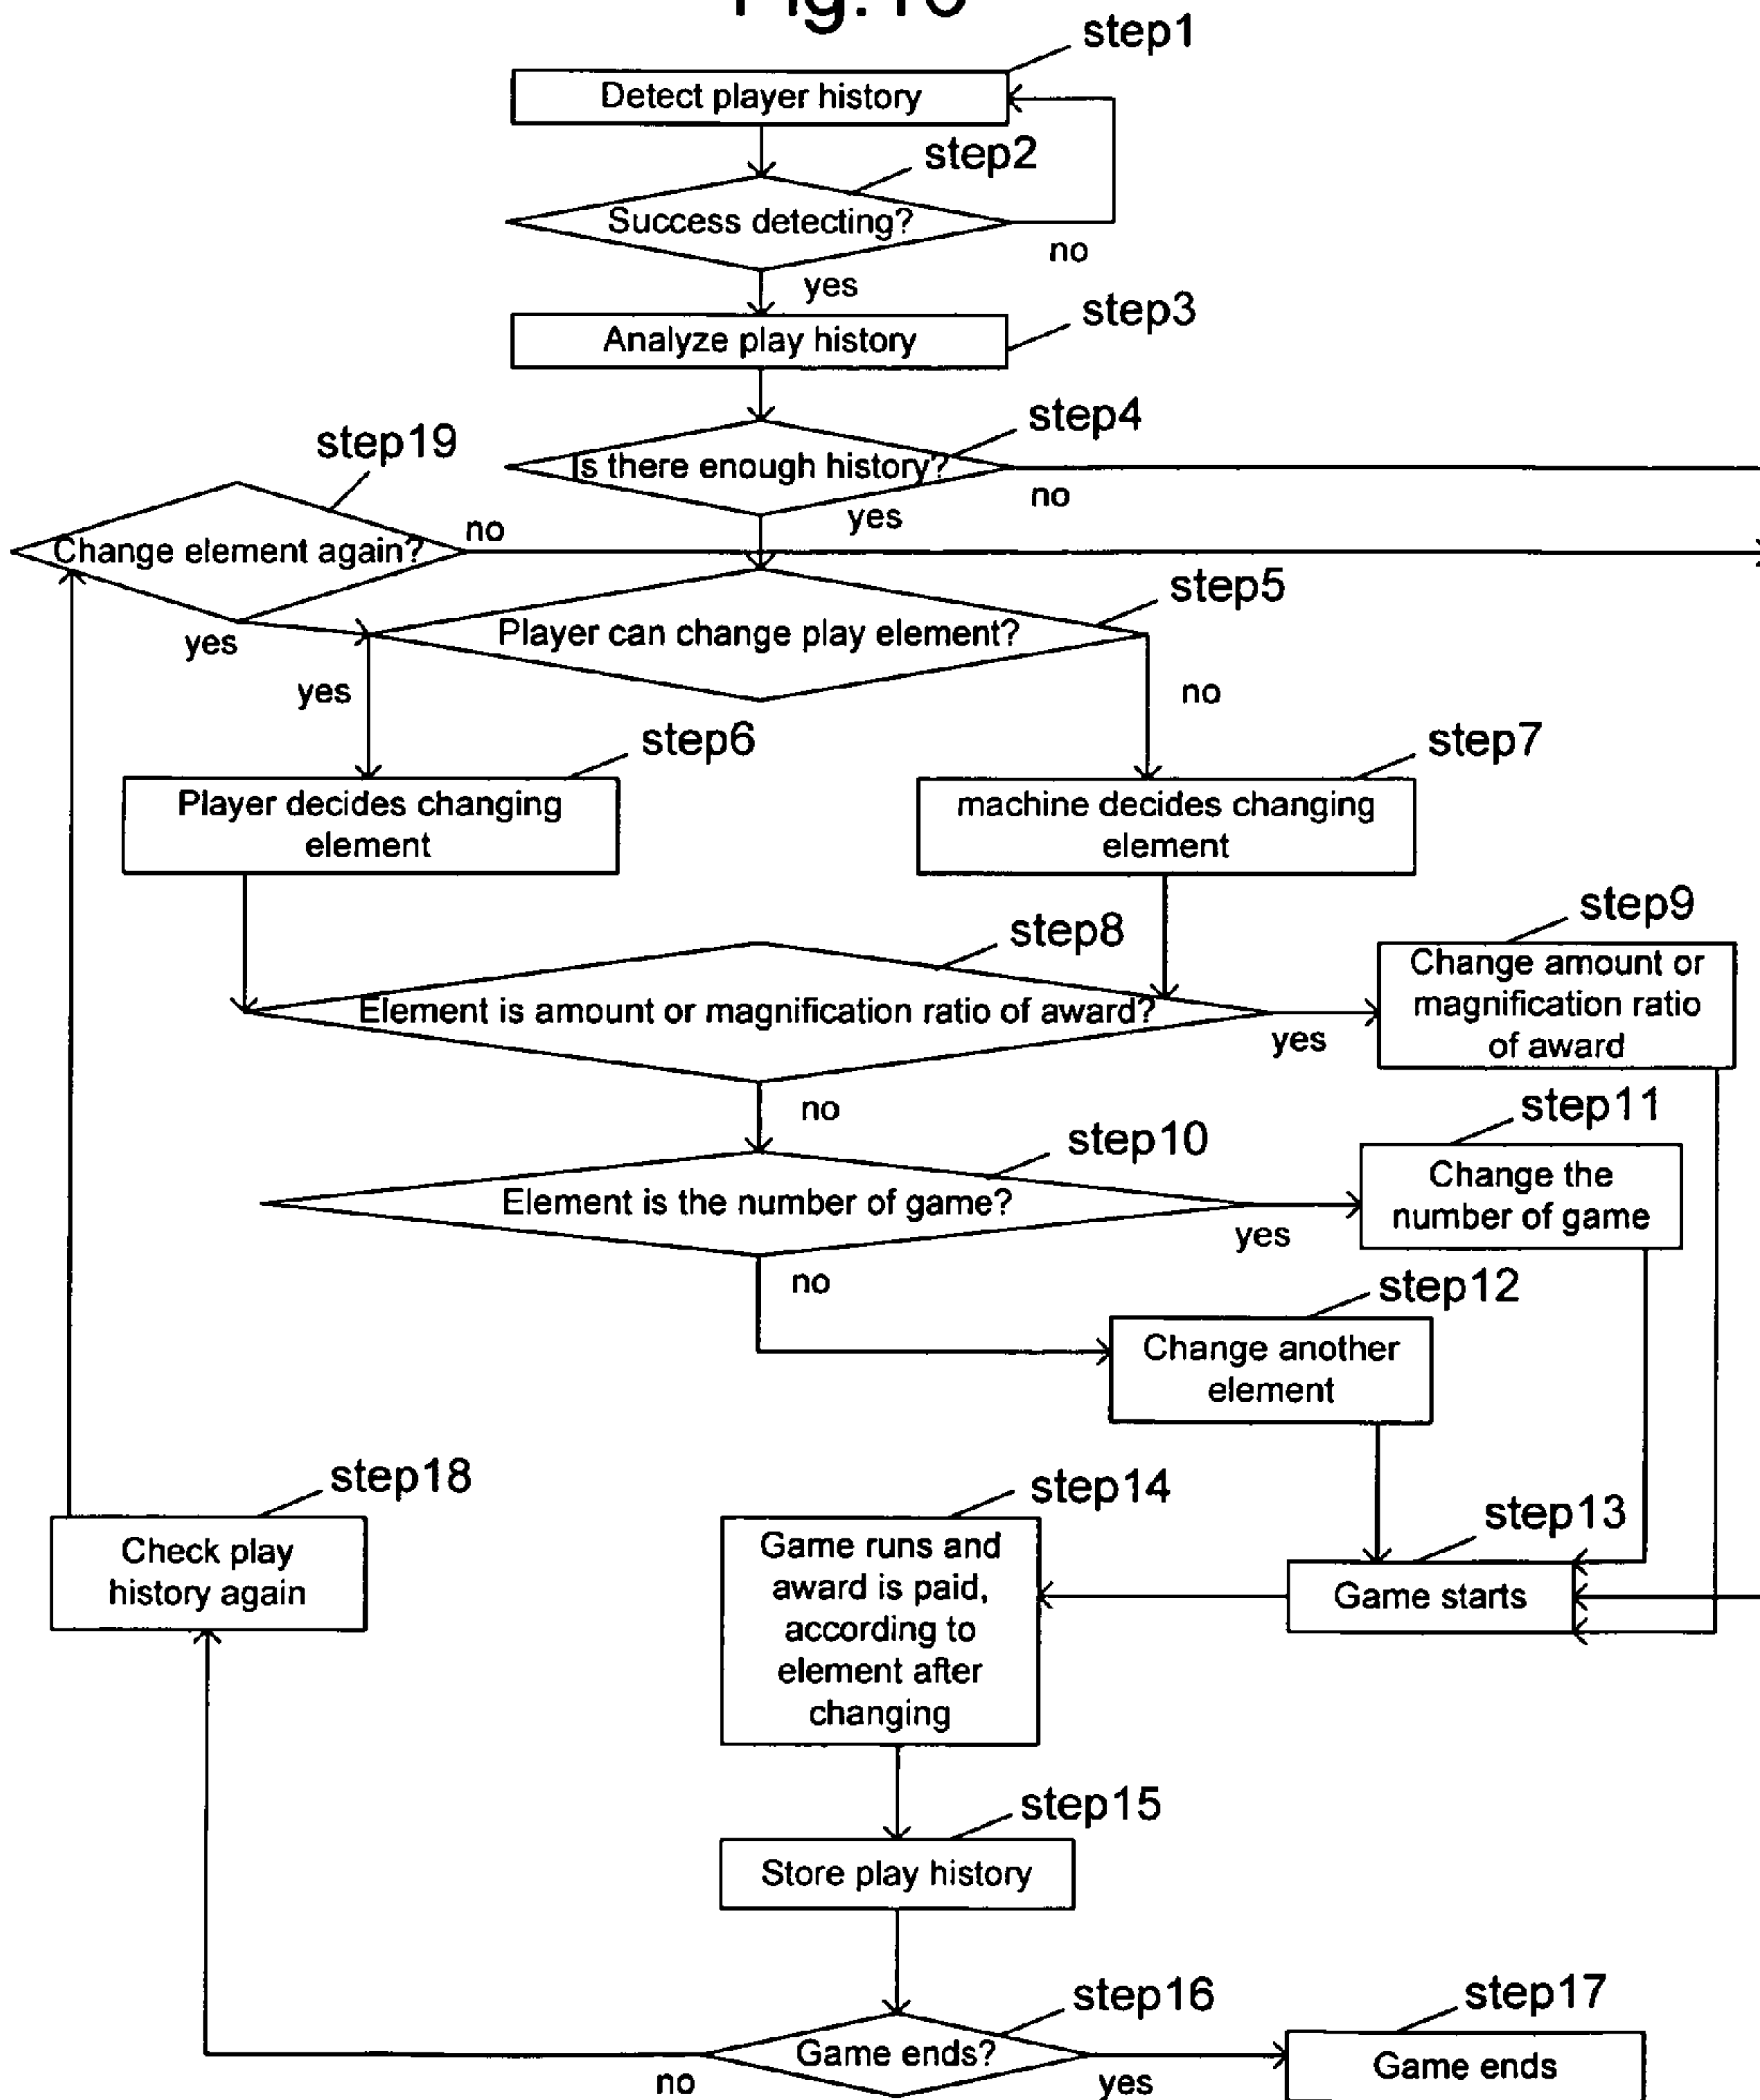 step1
Detect player history
step2
Success detecting?
no
yes
step3
Analyze play history
step4
Is there enough history?
no
yes
step19
Change element again?
no
yes
step5
Player can change play element?
yes
no
step6
Player decides changing
element
step7
machine decides changing
element
step8
Element is amount or magnification ratio of award?
yes
no
step9
Change amount or
magnification ratio
of award
step10
Element is the number of game?
yes
no
step11
Change the
number of game
step12
Change another
element
step13
Game starts
step14
Game runs and
award is paid,
according to
element after
changing
step15
Store play history
step16
Game ends?
no
yes
step17
Game ends
step18
Check play
history again